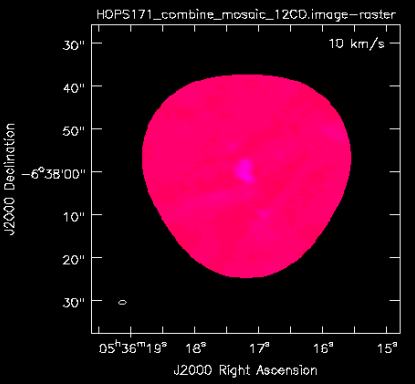 HOPS171_combine_mosaic_12CO.image-raster
10 km/s
30"
40"
50"
-6°38'00"
10"
20"
30"
05ʰ36ᵐ19ˢ 18ˢ 17ˢ 16ˢ 15ˢ
J2000 Declination
J2000 Right Ascension